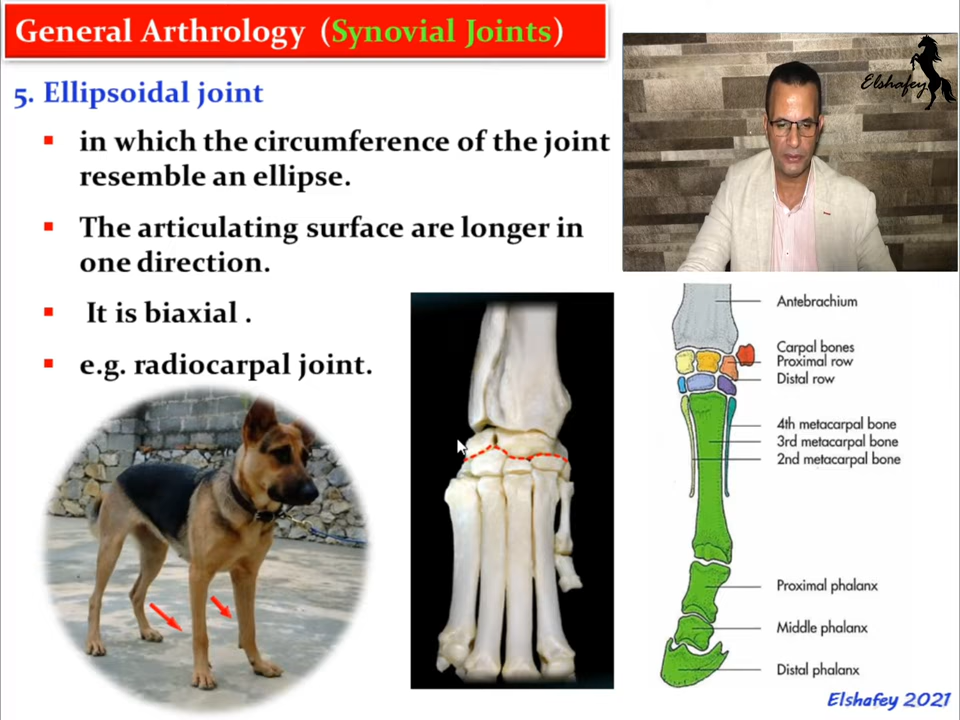 General Arthrology (Synovial Joints)
Elshafey
5. Ellipsoidal joint
▪ in which the circumference of the joint
resemble an ellipse.
▪ The articulating surface are longer in
one direction.
▪ It is biaxial .
▪ e.g. radiocarpal joint.
Antebrachium
Carpal bones
Proximal row
Distal row
4th metacarpal bone
3rd metacarpal bone
2nd metacarpal bone
Proximal phalanx
Middle phalanx
Distal phalanx
Elshafey 2021